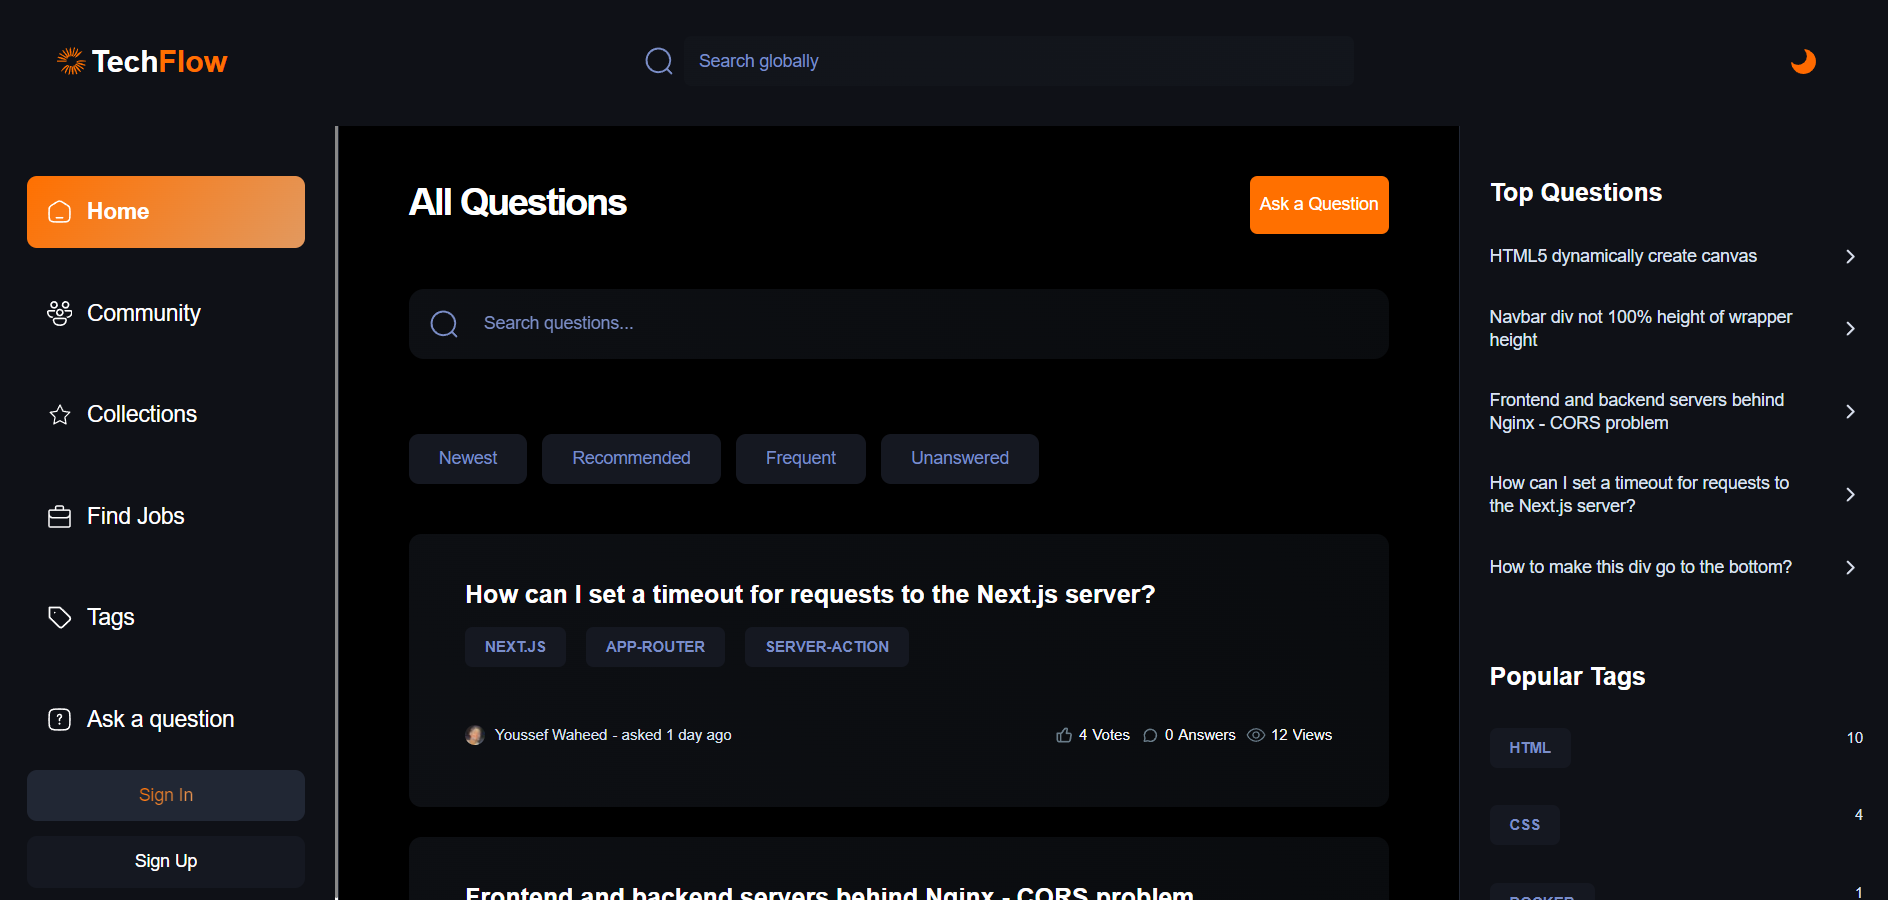 TechFlow
Search globally
Home
Community
Collections
Find Jobs
Tags
Ask a question
Sign In
Sign Up
All Questions
Ask a Question
Search questions...
Newest
Recommended
Frequent
Unanswered
How can I set a timeout for requests to the Next.js server?
NEXT.JS
APP-ROUTER
SERVER-ACTION
Youssef Waheed - asked 1 day ago
4 Votes
0 Answers
12 Views
Frontend and backend servers behind Nginx - CORS problem
Top Questions
HTML5 dynamically create canvas
Navbar div not 100% height of wrapper
height
Frontend and backend servers behind
Nginx - CORS problem
How can I set a timeout for requests to
the Next.js server?
How to make this div go to the bottom?
Popular Tags
HTML
10
CSS
4
DOCKER
1